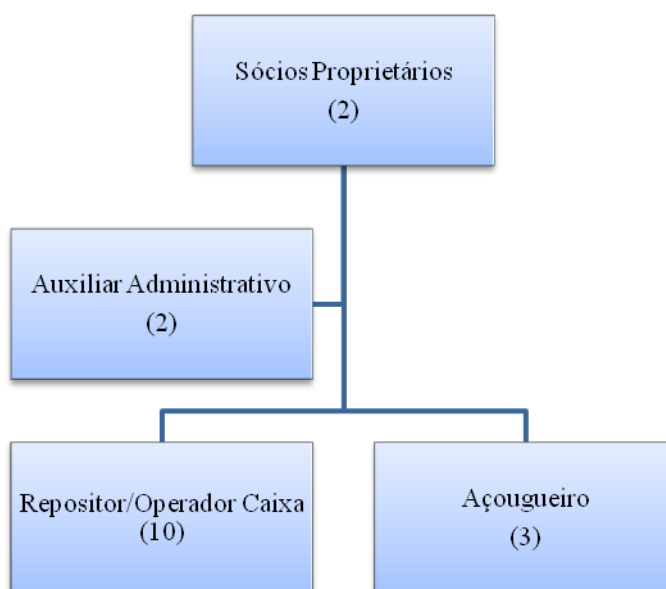 Sócios Proprietários
(2)
Auxiliar Administrativo
(2)
Repositor/Operador Caixa
(10)
Açougueiro
(3)